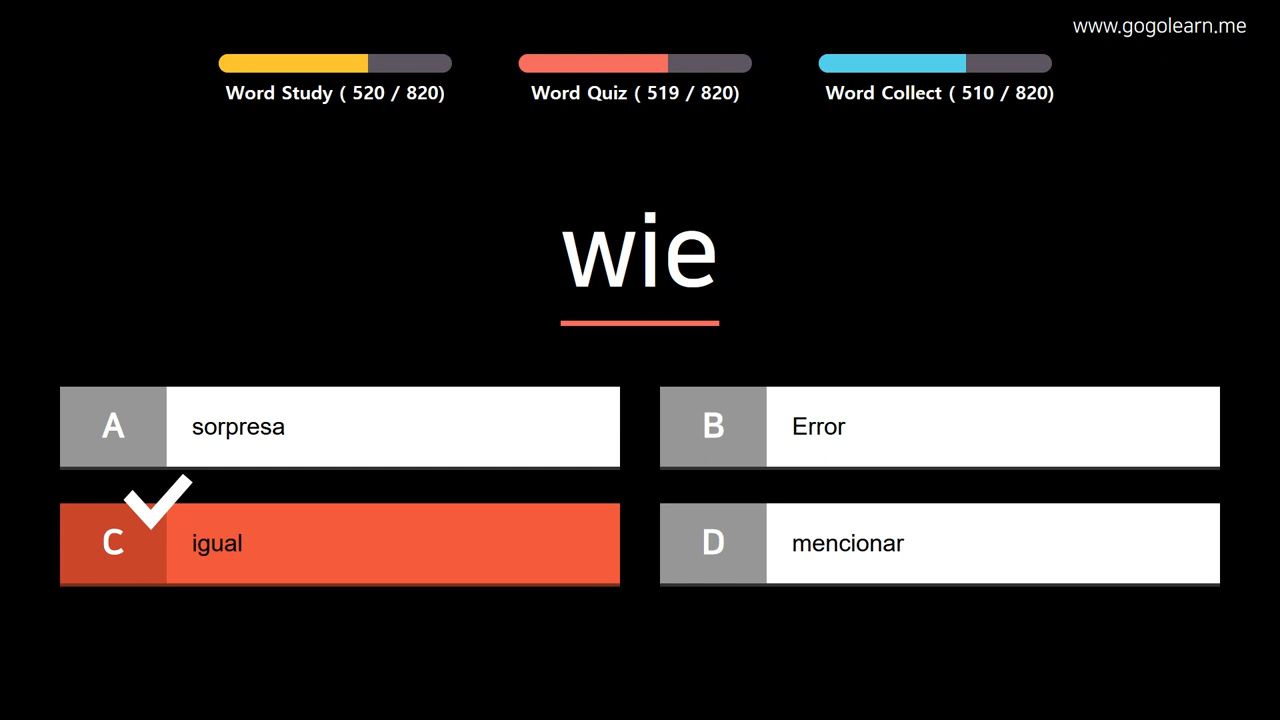 www.gogolearn.me
Word Study ( 520 / 820)
Word Quiz ( 519 / 820)
Word Collect ( 510 / 820)
wie
A sorpresa
B Error
C igual
D mencionar